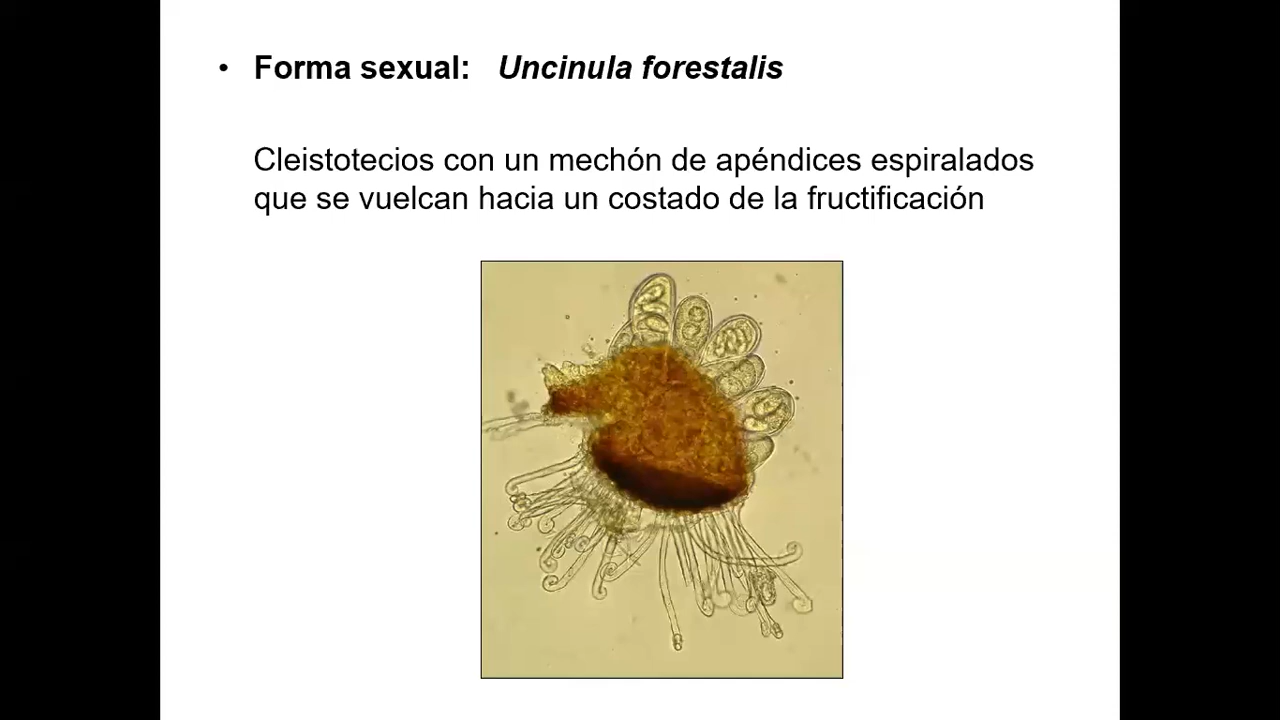 • Forma sexual: Uncinula forestalis
Cleistotecios con un mechón de apéndices espiralados
que se vuelcan hacia un costado de la fructificación